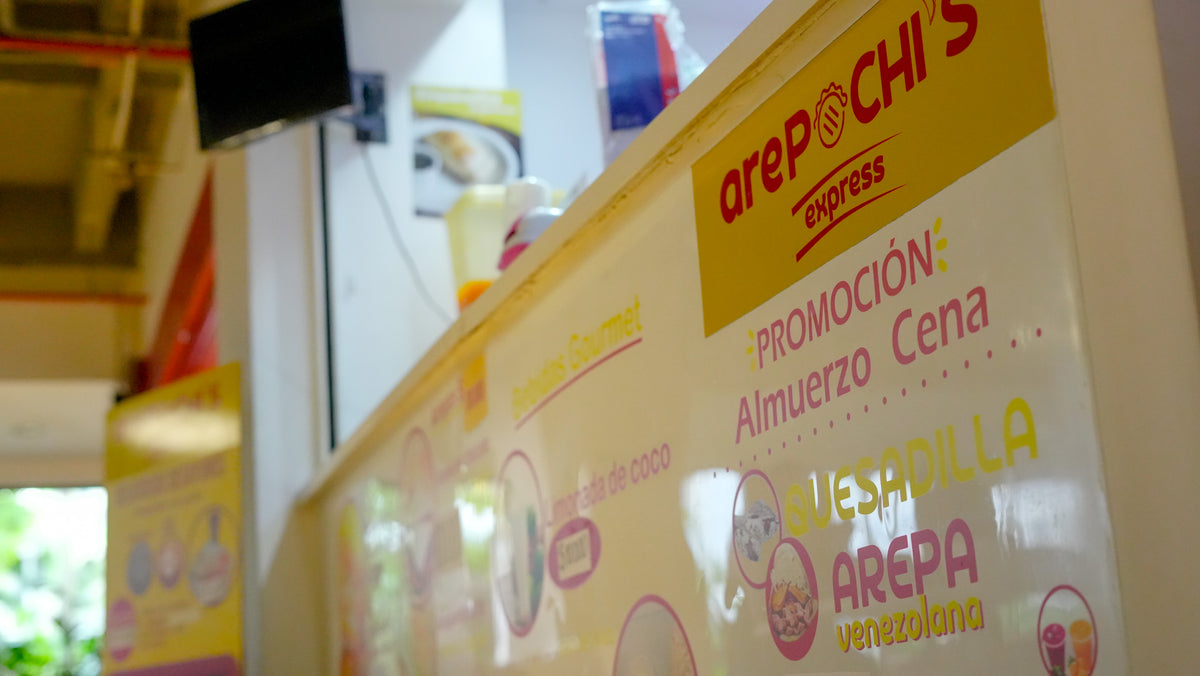 arepOCHI'S
express
PROMOCIÓN
Almuerzo Cena
QUESADILLA
AREPA
venezolana
Bebidas Gourmet
Limonada de coco